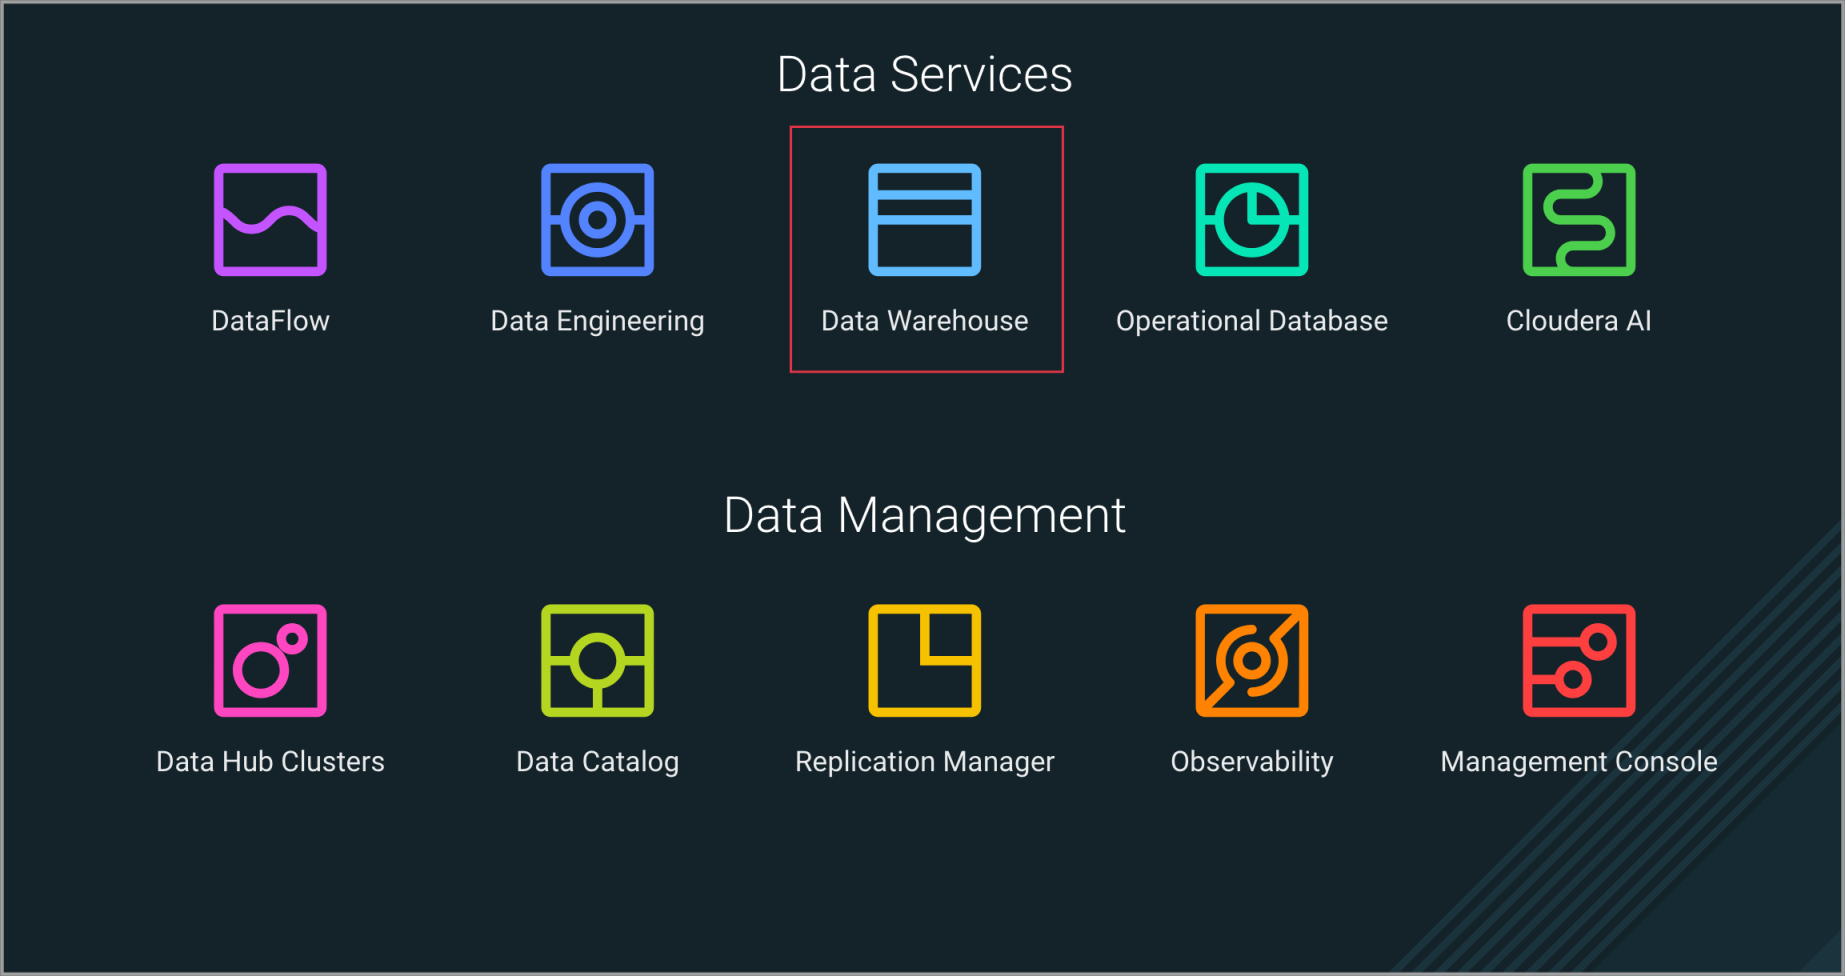 Data Services
DataFlow
Data Engineering
Data Warehouse
Operational Database
Cloudera AI
Data Management
Data Hub Clusters
Data Catalog
Replication Manager
Observability
Management Console